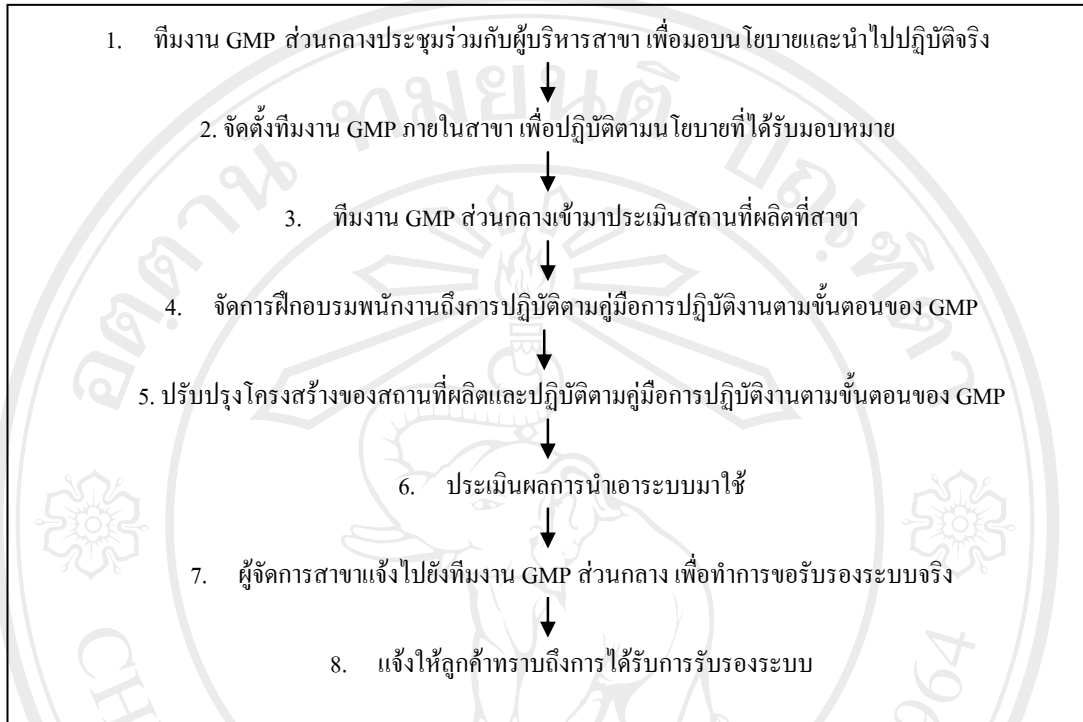 1. ทีมงาน GMP ส่วนกลางประชุมร่วมกับผู้บริหารสาขา เพื่อมอบนโยบายและนำไปปฏิบัติจริง
2. จัดตั้งทีมงาน GMP ภายในสาขา เพื่อปฏิบัติตามนโยบายที่ได้รับมอบหมาย
3. ทีมงาน GMP ส่วนกลางเข้ามาประเมินสถานที่ผลิตที่สาขา
4. จัดการฝึกอบรมพนักงานถึงการปฏิบัติตามคู่มือการปฏิบัติงานตามขั้นตอนของ GMP
5. ปรับปรุงโครงสร้างของสถานที่ผลิตและปฏิบัติตามคู่มือการปฏิบัติงานตามขั้นตอนของ GMP
6. ประเมินผลการนำเอาระบบมาใช้
7. ผู้จัดการสาขาแจ้งไปยังทีมงาน GMP ส่วนกลาง เพื่อทำการขอรับรองระบบจริง
8. แจ้งให้ลูกค้าทราบถึงการได้รับการรับรองระบบ
อตฺตานํ ทมยนฺติ ปณฺฑิตา
CH
964